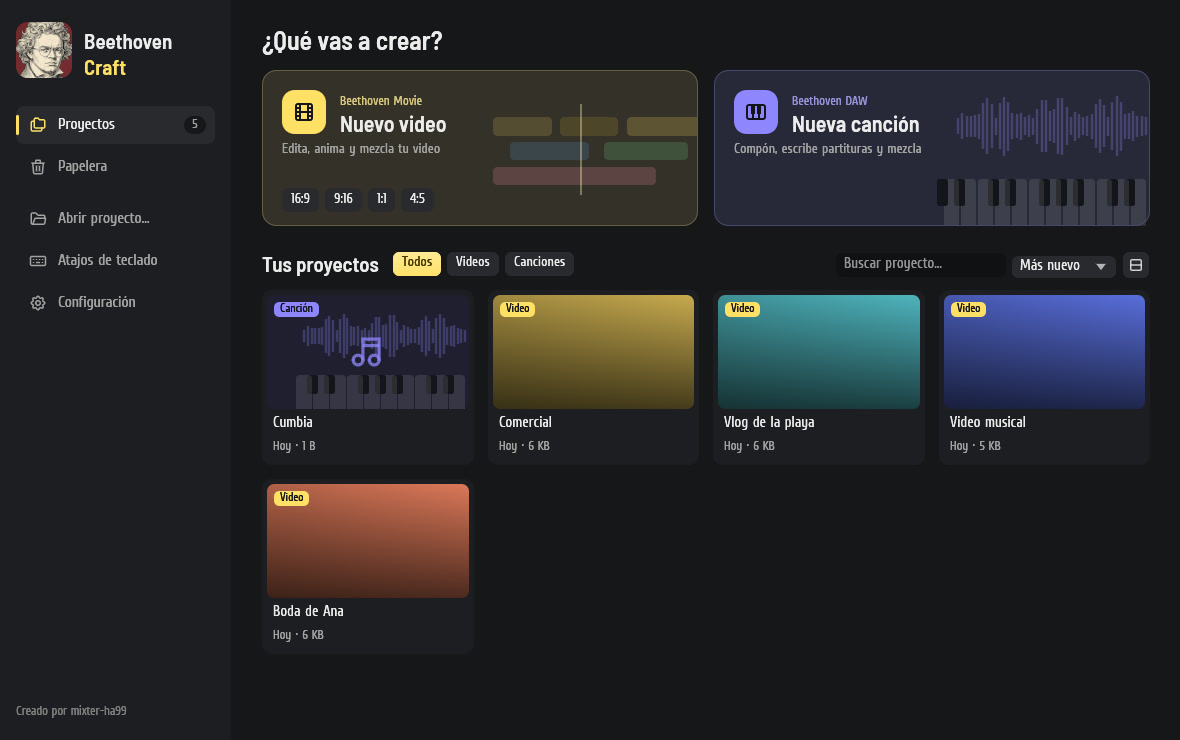 Beethoven
Craft
Proyectos 5
Papelera
Abrir proyecto...
Atajos de teclado
Configuración
Creado por mixter-ha99
¿Qué vas a crear?
Beethoven Movie
Nuevo video
Edita, anima y mezcla tu video
16:9 9:16 1:1 4:5
Beethoven DAW
Nueva canción
Compón, escribe partituras y mezcla
Tus proyectos Todos Videos Canciones Buscar proyecto... Más nuevo
Canción
Cumbia
Hoy · 1 B
Video
Comercial
Hoy · 6 KB
Video
Vlog de la playa
Hoy · 6 KB
Video
Video musical
Hoy · 5 KB
Video
Boda de Ana
Hoy · 6 KB